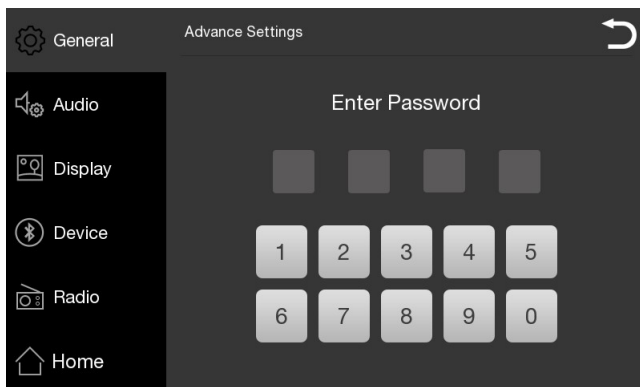 General
Audio
Display
Device
Radio
Home
Advance Settings
Enter Password
1 2 3 4 5
6 7 8 9 0